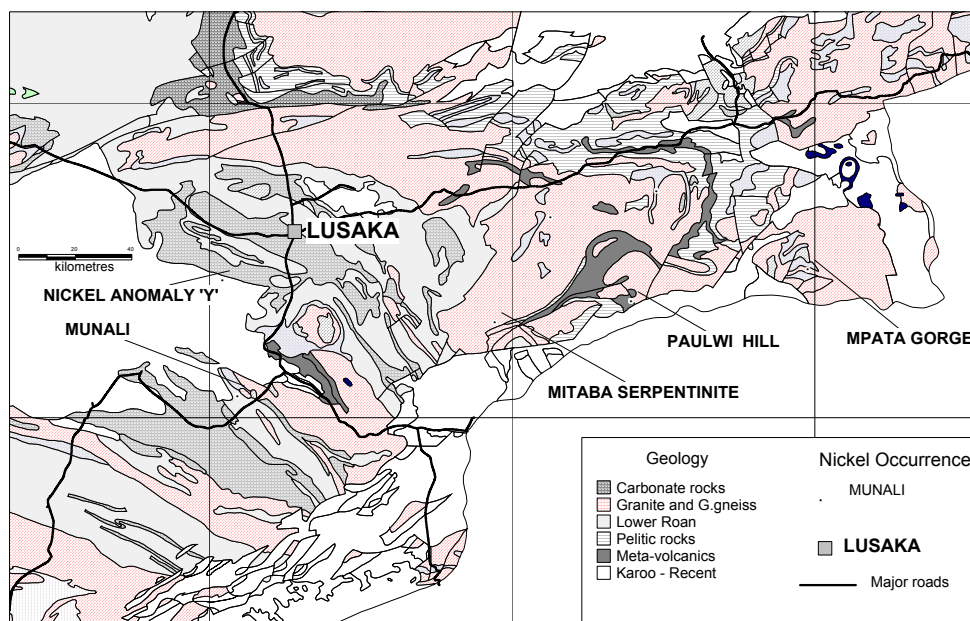 LUSAKA
0 20 40
kilometres
NICKEL ANOMALY 'Y'
MUNALI
PAULWI HILL
MPATA GORGE
MITABA SERPENTINITE
Geology
Carbonate rocks
Granite and G.gneiss
Lower Roan
Pelitic rocks
Meta-volcanics
Karoo - Recent
Nickel Occurrence
MUNALI
LUSAKA
Major roads